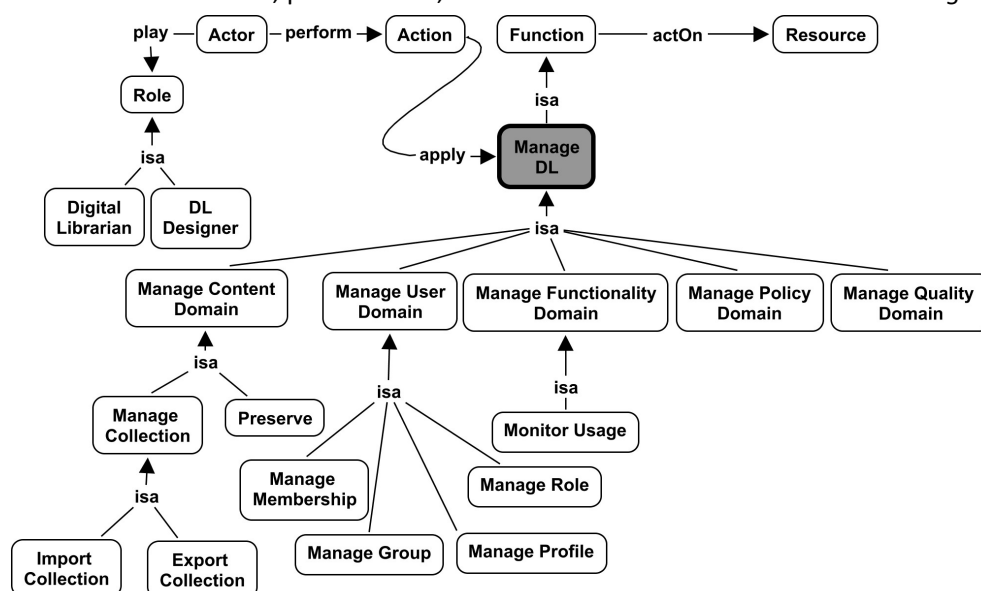 play
Actor
perform
Action
Function
actOn
Resource
Role
isa
isa
apply
Manage
DL
Digital
Librarian
DL
Designer
isa
Manage Content
Domain
Manage User
Domain
Manage Functionality
Domain
Manage Policy
Domain
Manage Quality
Domain
isa
isa
isa
Manage
Collection
Preserve
Monitor Usage
Manage
Membership
Manage Role
isa
Manage Group
Manage Profile
Import
Collection
Export
Collection